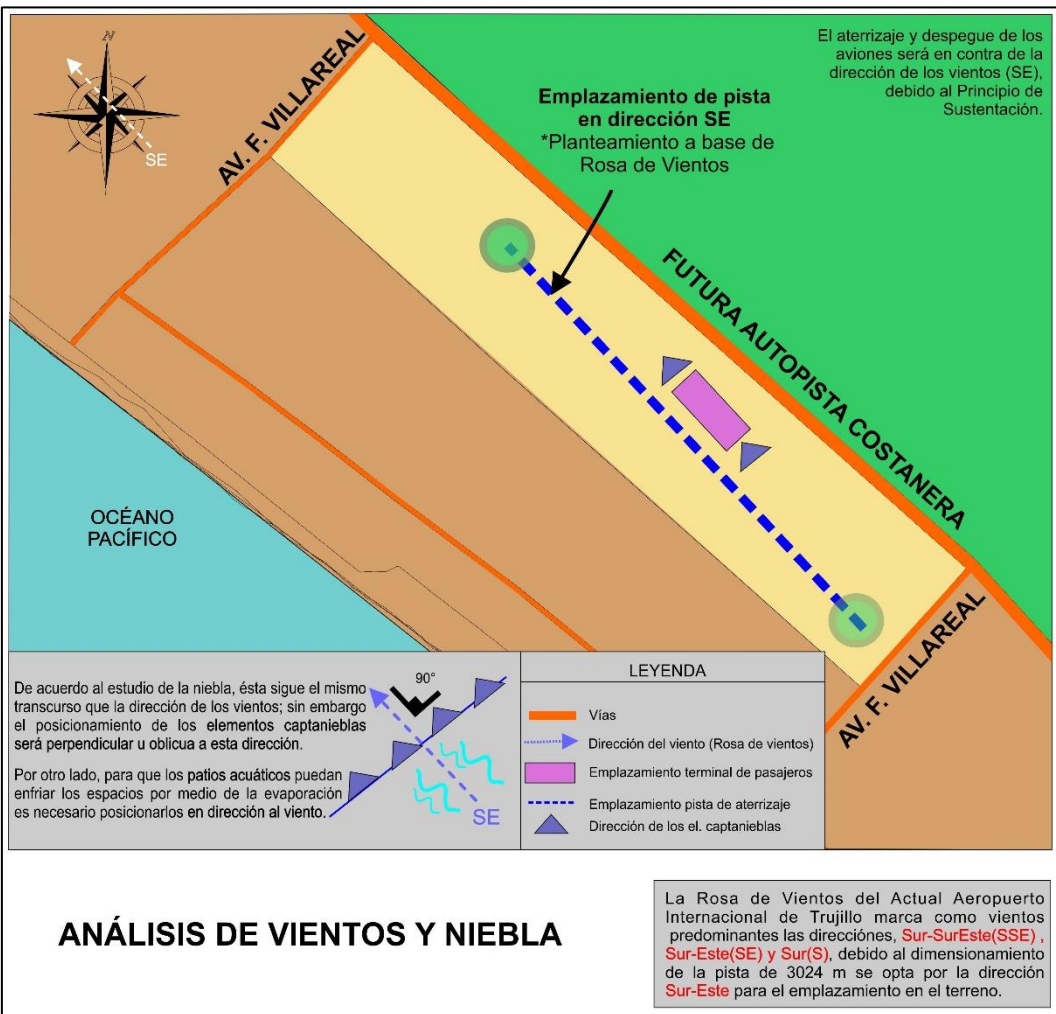 N
SE
AV. F. VILLAREAL
El aterrizaje y despegue de los
aviones será en contra de la
dirección de los vientos (SE),
debido al Principio de
Sustentación.
Emplazamiento de pista
en dirección SE
*Planteamiento a base de
Rosa de Vientos
FUTURA AUTOPISTA COSTANERA
OCÉANO
PACÍFICO
AV. F. VILLAREAL
De acuerdo al estudio de la niebla, ésta sigue el mismo
transcurso que la dirección de los vientos; sin embargo
el posicionamiento de los elementos captanieblas
será perpendicular u oblicua a esta dirección.
Por otro lado, para que los patios acuáticos puedan
enfriar los espacios por medio de la evaporación
es necesario posicionarlos en dirección al viento.
90°
SE
LEYENDA
Vías
Dirección del viento (Rosa de vientos)
Emplazamiento terminal de pasajeros
Emplazamiento pista de aterrizaje
Dirección de los el. captanieblas
ANÁLISIS DE VIENTOS Y NIEBLA
La Rosa de Vientos del Actual Aeropuerto
Internacional de Trujillo marca como vientos
predominantes las direcciónes, Sur-SurEste(SSE) ,
Sur-Este(SE) y Sur(S), debido al dimensionamiento
de la pista de 3024 m se opta por la dirección
Sur-Este para el emplazamiento en el terreno.